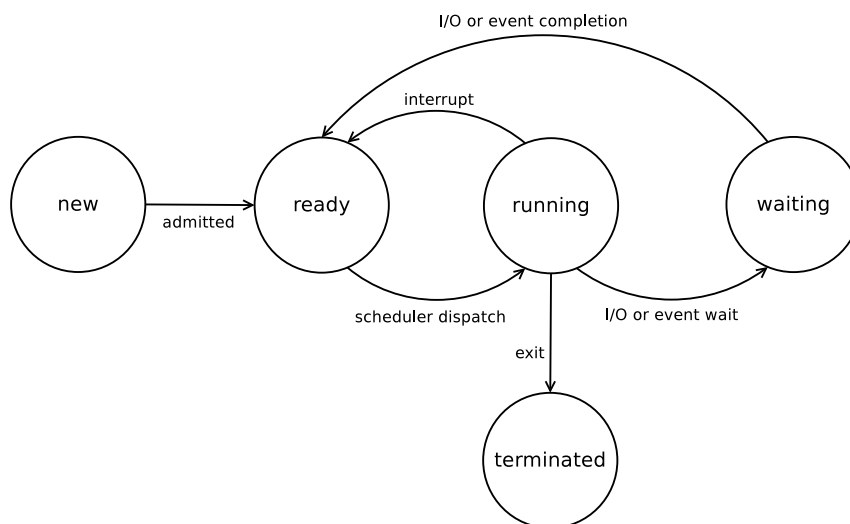 I/O or event completion
interrupt
new
admitted
ready
running
waiting
scheduler dispatch
I/O or event wait
exit
terminated